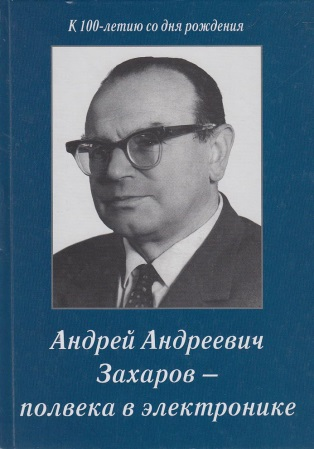 К 100-летию со дня рождения
Андрей Андреевич
Захаров –
полвека в электронике